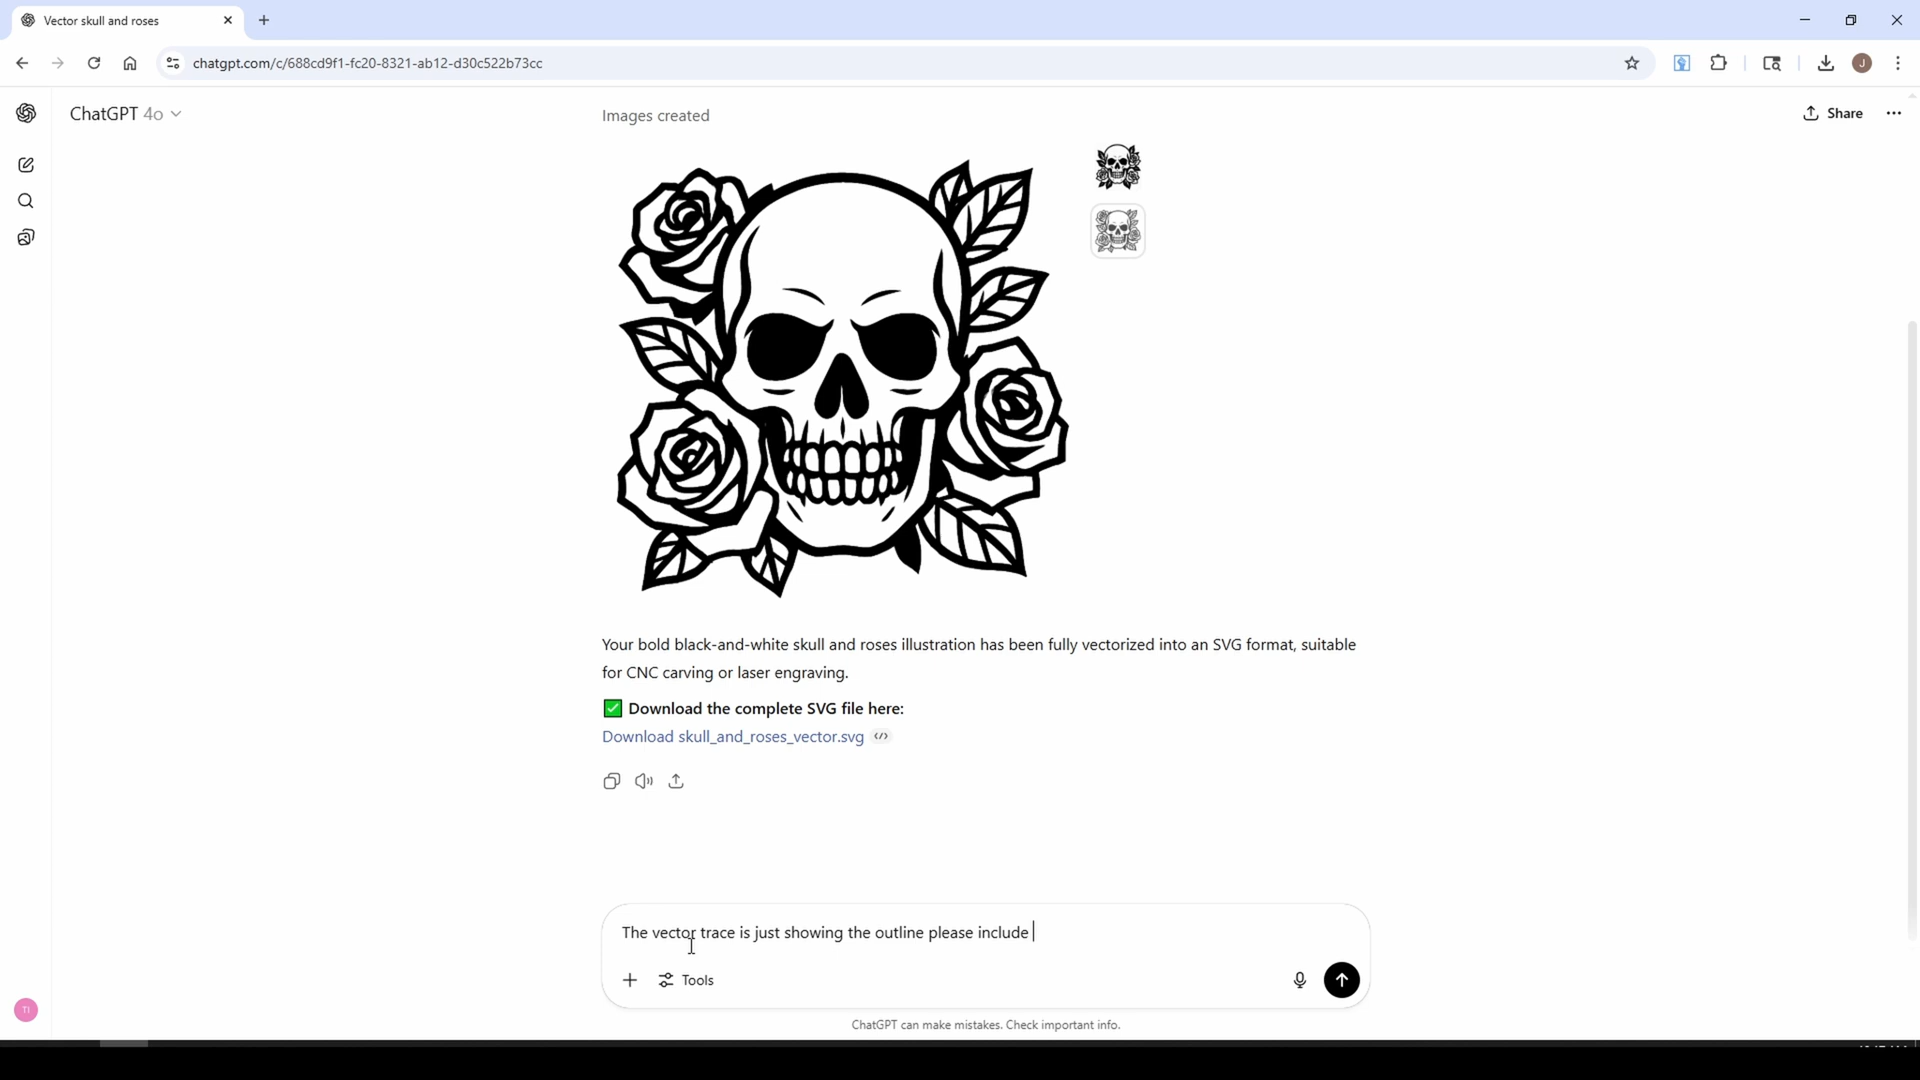 Vector skull and roses
chatgpt.com/c/688cd9f1-fc20-8321-ab12-d30c522b73cc
J
ChatGPT 4o
Share
Images created
Your bold black-and-white skull and roses illustration has been fully vectorized into an SVG format, suitable
for CNC carving or laser engraving.
Download the complete SVG file here:
Download skull_and_roses_vector.svg
The vector trace is just showing the outline please include
Tools
TI
ChatGPT can make mistakes. Check important info.